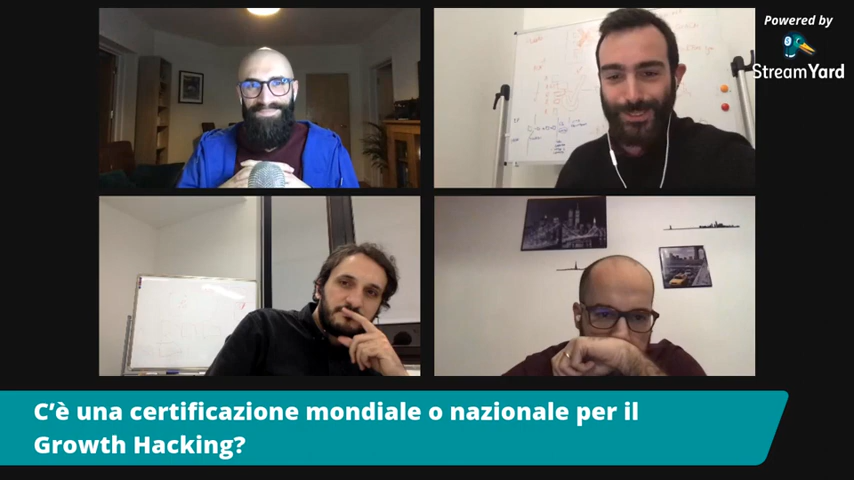 Powered by
StreamYard
C’è una certificazione mondiale o nazionale per il
Growth Hacking?